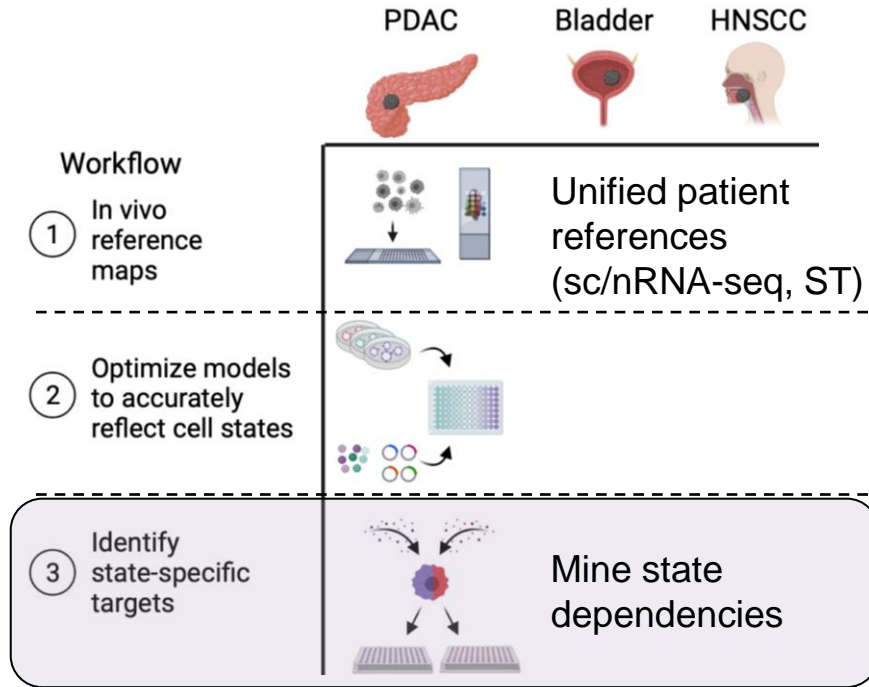 PDAC Bladder HNSCC
Workflow
1 In vivo
reference
maps
Unified patient
references
(sc/nRNA-seq, ST)
2 Optimize models
to accurately
reflect cell states
3 Identify
state-specific
targets
Mine state
dependencies